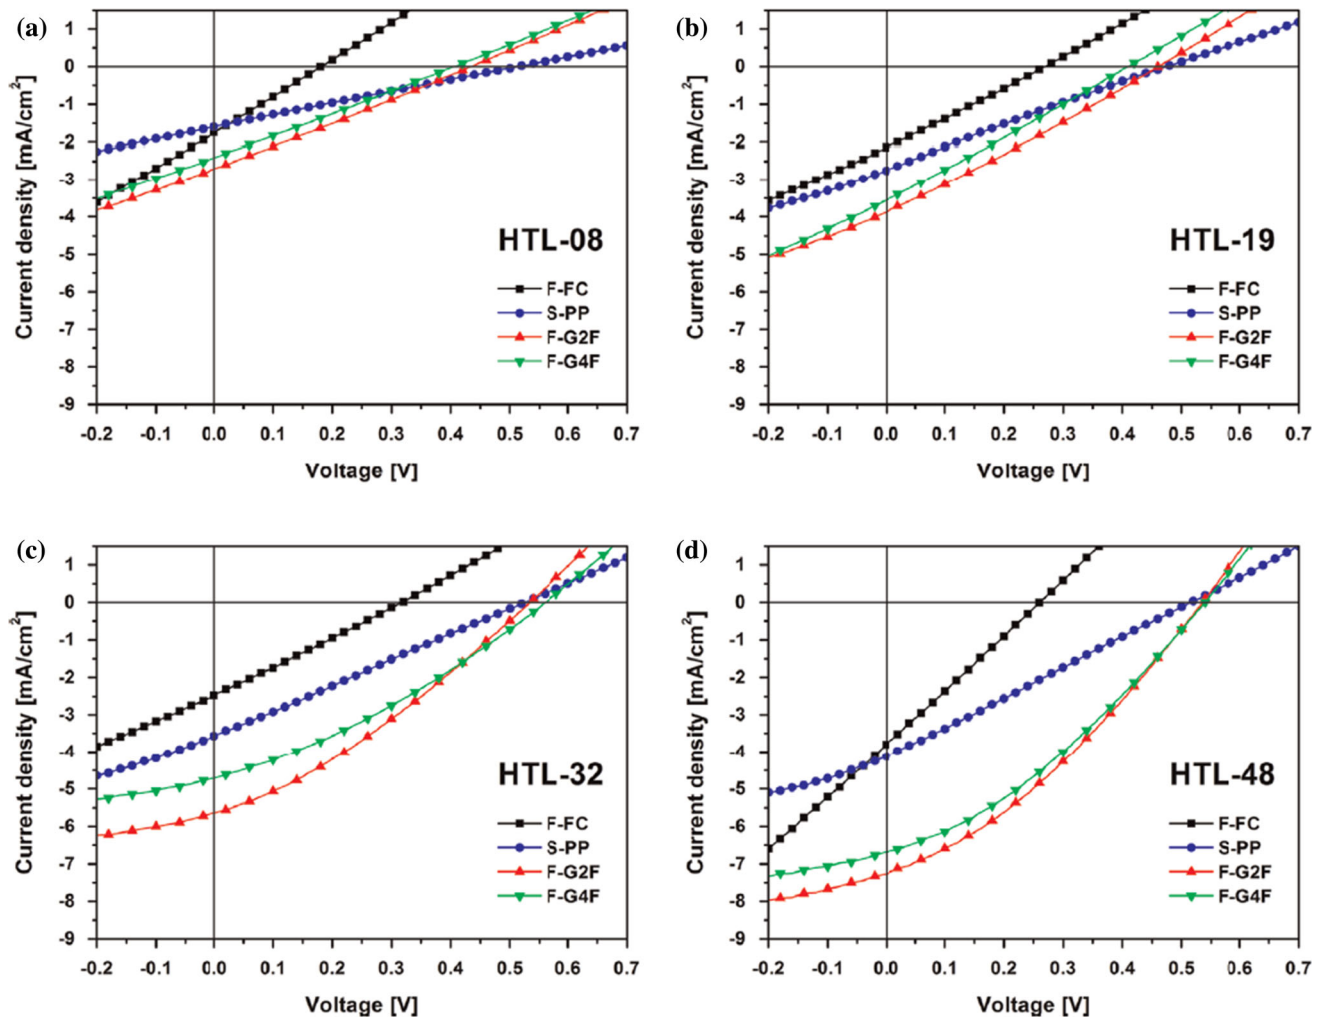 (a)
Current density [mA/cm²]
1
0
-1
-2
-3
-4
-5
-6
-7
-8
-9
HTL-08
F-FC
S-PP
F-G2F
F-G4F
-0.2 -0.1 0.0 0.1 0.2 0.3 0.4 0.5 0.6 0.7
Voltage [V]
(b)
Current density [mA/cm²]
1
0
-1
-2
-3
-4
-5
-6
-7
-8
-9
HTL-19
F-FC
S-PP
F-G2F
F-G4F
-0.2 -0.1 0.0 0.1 0.2 0.3 0.4 0.5 0.6 0.7
Voltage [V]
(c)
Current density [mA/cm²]
1
0
-1
-2
-3
-4
-5
-6
-7
-8
-9
HTL-32
F-FC
S-PP
F-G2F
F-G4F
-0.2 -0.1 0.0 0.1 0.2 0.3 0.4 0.5 0.6 0.7
Voltage [V]
(d)
Current density [mA/cm²]
1
0
-1
-2
-3
-4
-5
-6
-7
-8
-9
HTL-48
F-FC
S-PP
F-G2F
F-G4F
-0.2 -0.1 0.0 0.1 0.2 0.3 0.4 0.5 0.6 0.7
Voltage [V]